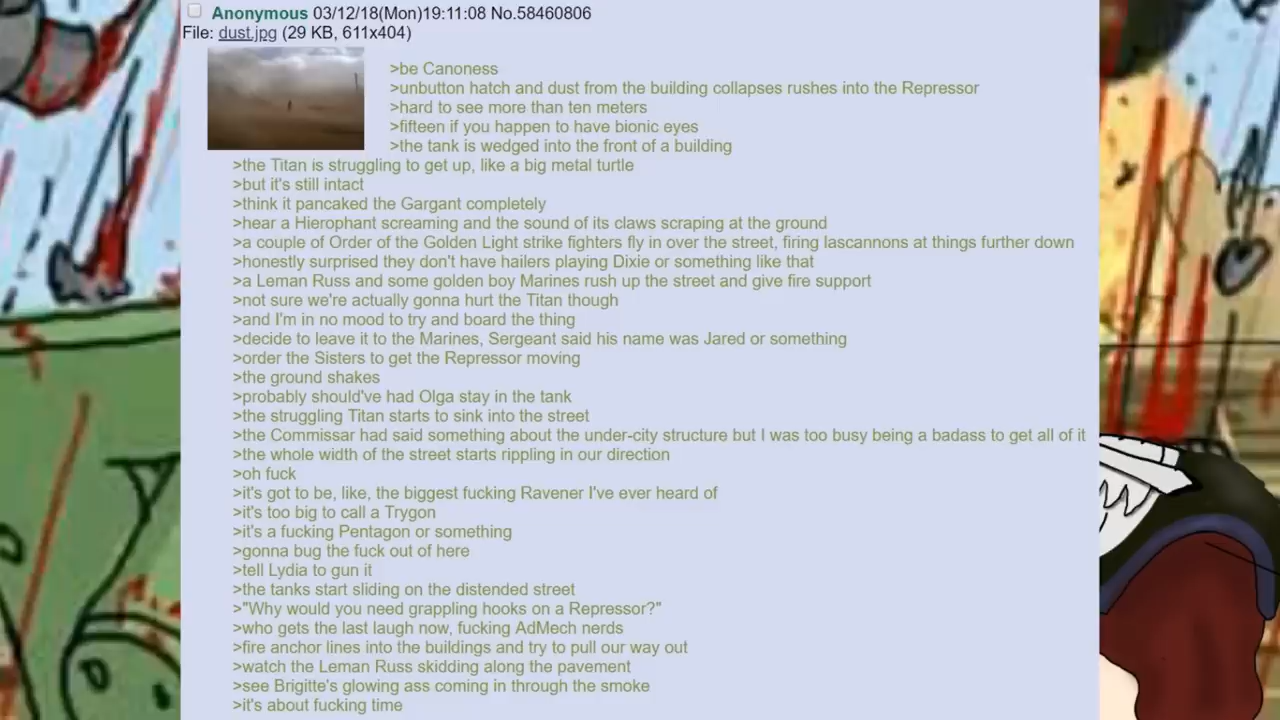 Anonymous 03/12/18(Mon)19:11:08 No.58460806
File: dust.jpg (29 KB, 611x404)
>be Canoness
>unbutton hatch and dust from the building collapses rushes into the Repressor
>hard to see more than ten meters
>fifteen if you happen to have bionic eyes
>the tank is wedged into the front of a building
>the Titan is struggling to get up, like a big metal turtle
>but it's still intact
>think it pancaked the Gargant completely
>hear a Hierophant screaming and the sound of its claws scraping at the ground
>a couple of Order of the Golden Light strike fighters fly in over the street, firing lascannons at things further down
>honestly surprised they don't have hailers playing Dixie or something like that
>a Leman Russ and some golden boy Marines rush up the street and give fire support
>not sure we're actually gonna hurt the Titan though
>and I'm in no mood to try and board the thing
>decide to leave it to the Marines, Sergeant said his name was Jared or something
>order the Sisters to get the Repressor moving
>the ground shakes
>probably should've had Olga stay in the tank
>the struggling Titan starts to sink into the street
>the Commissar had said something about the under-city structure but I was too busy being a badass to get all of it
>the whole width of the street starts rippling in our direction
>oh fuck
>it's got to be, like, the biggest fucking Ravener I've ever heard of
>it's too big to call a Trygon
>it's a fucking Pentagon or something
>gonna bug the fuck out of here
>tell Lydia to gun it
>the tanks start sliding on the distended street
>"Why would you need grappling hooks on a Repressor?"
>who gets the last laugh now, fucking AdMech nerds
>fire anchor lines into the buildings and try to pull our way out
>watch the Leman Russ skidding along the pavement
>see Brigitte's glowing ass coming in through the smoke
>it's about fucking time